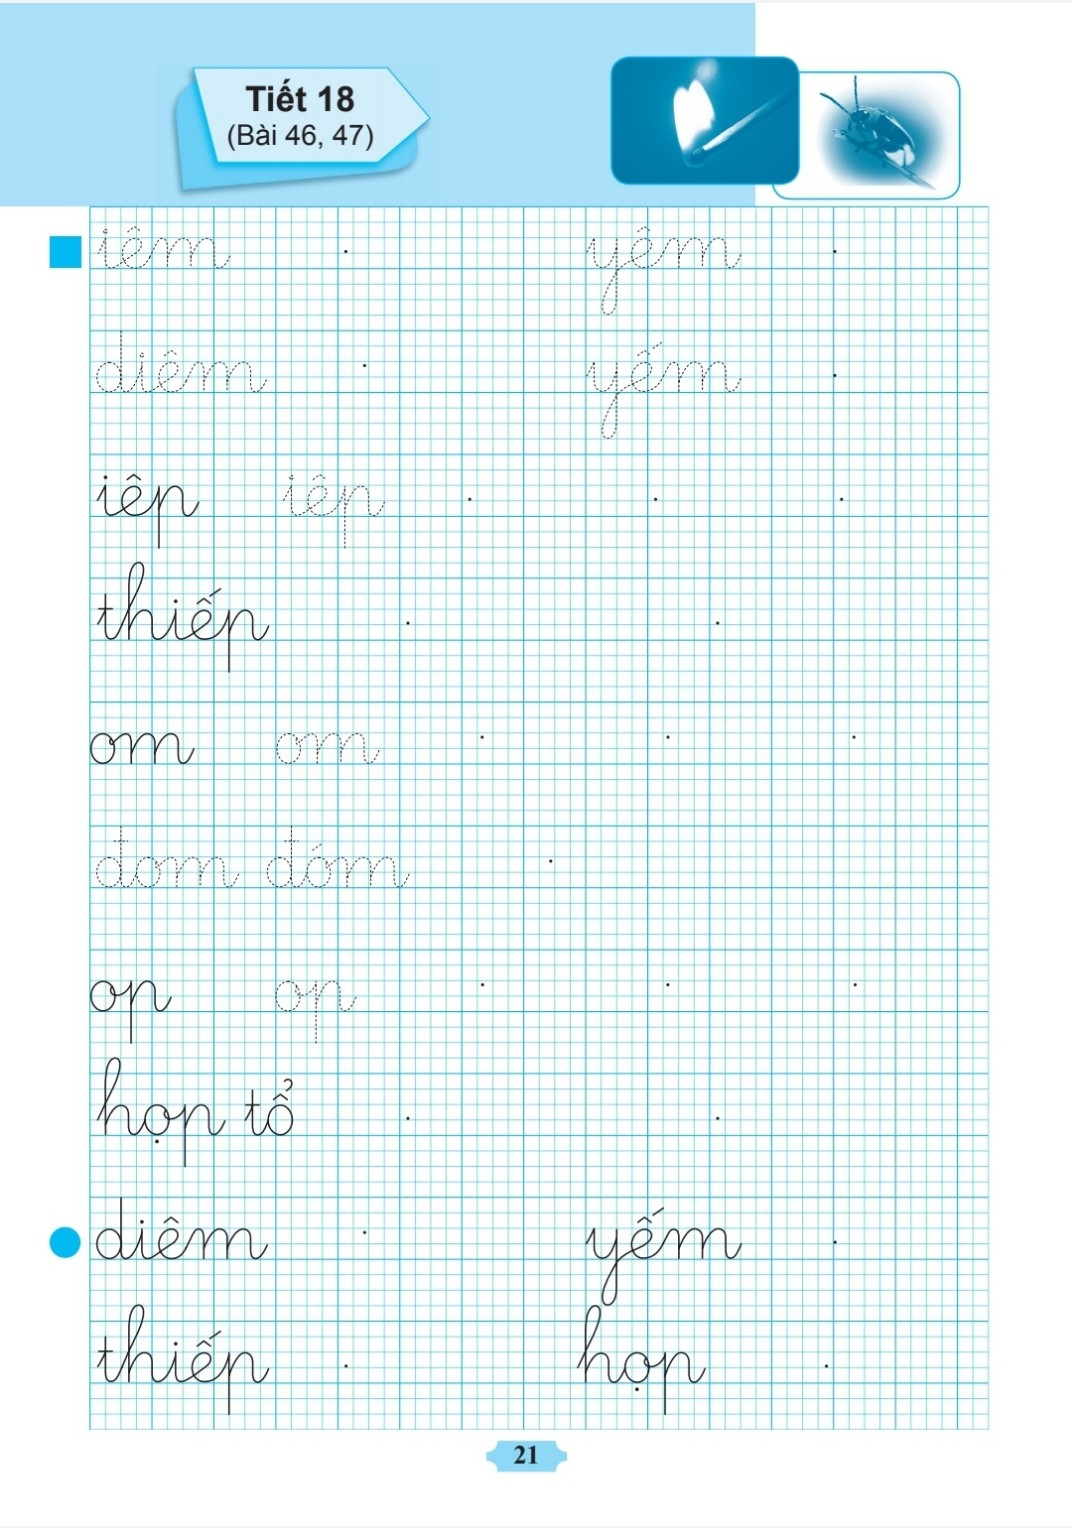 Tiết 18
(Bài 46, 47)
iêm yêm
diêm yếm
iêp iêp
thiếp
om om
đom đóm
op op
họp tổ
diêm yếm
thiếp họp
21